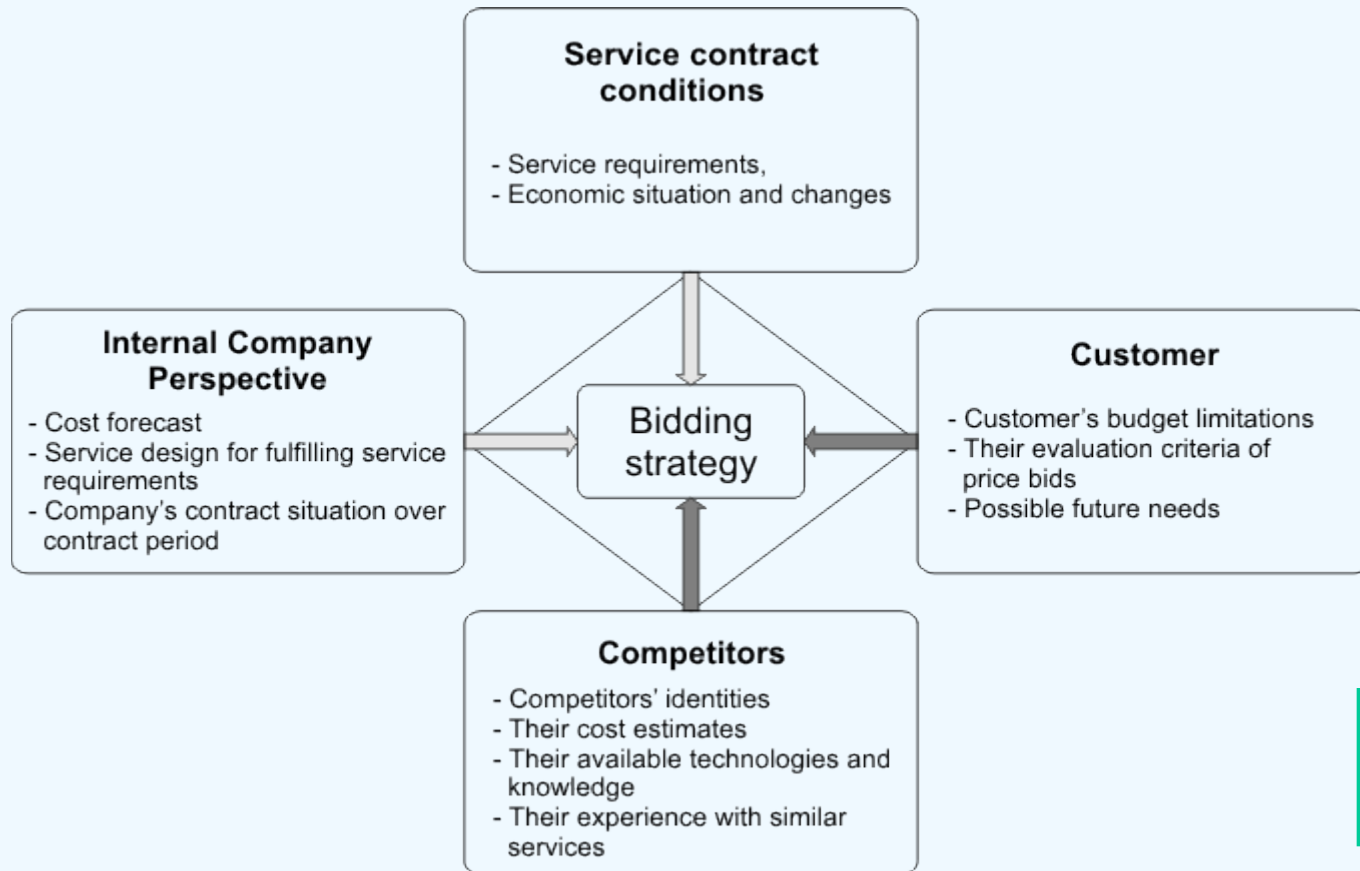 Service contract
conditions
- Service requirements,
- Economic situation and changes
Internal Company
Perspective
- Cost forecast
- Service design for fulfilling service
requirements
- Company's contract situation over
contract period
Bidding
strategy
Customer
- Customer's budget limitations
- Their evaluation criteria of
price bids
- Possible future needs
Competitors
- Competitors' identities
- Their cost estimates
- Their available technologies and
knowledge
- Their experience with similar
services